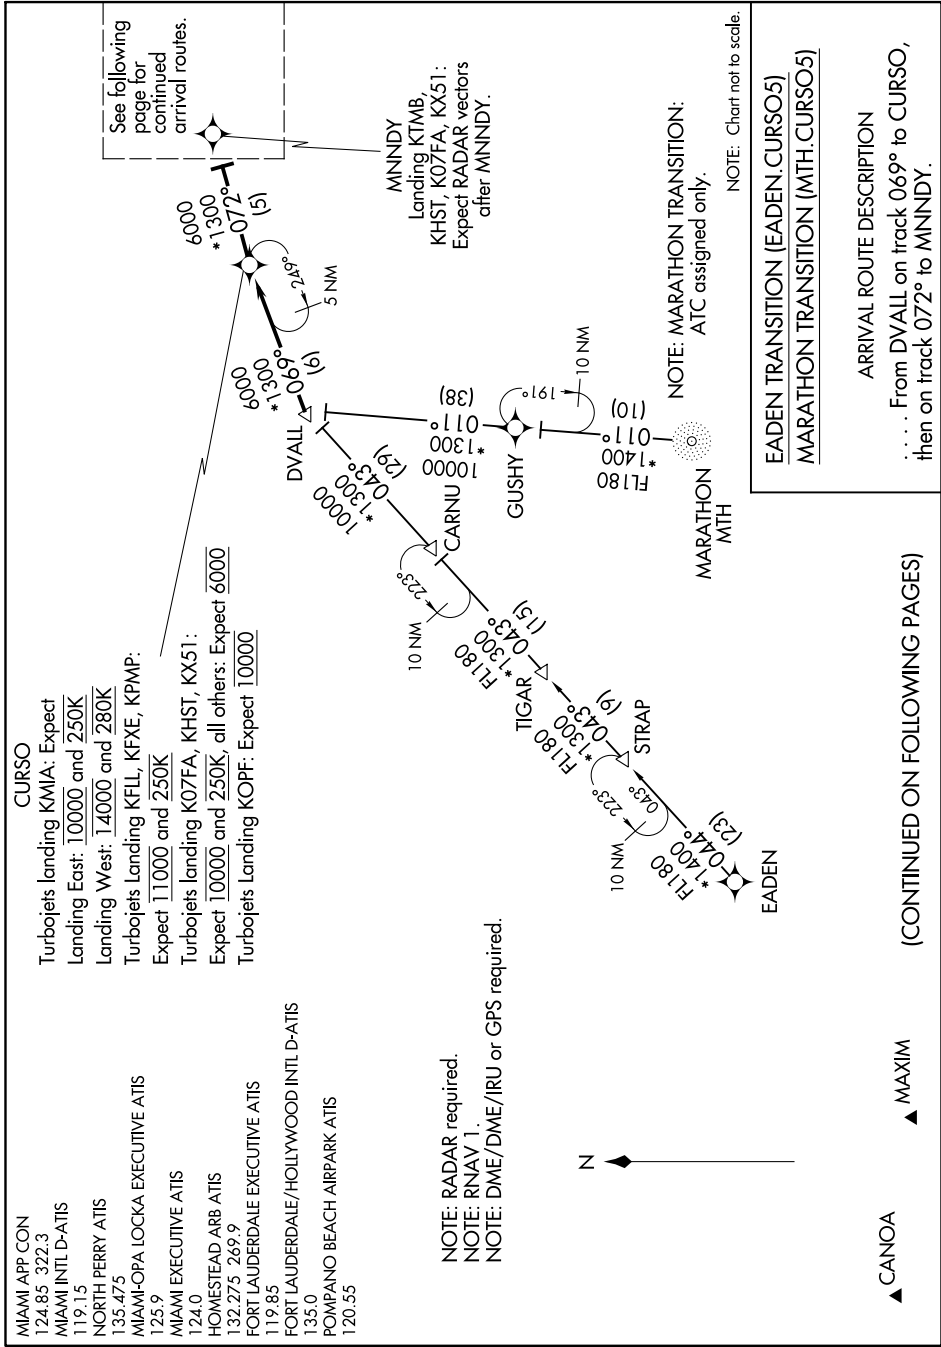 MIAMI APP CON
124.85 322.3
MIAMI INTL D-ATIS
119.15
NORTH PERRY ATIS
135.475
MIAMI-OPA LOCKA EXECUTIVE ATIS
125.9
MIAMI EXECUTIVE ATIS
124.0
HOMESTEAD ARB ATIS
132.275 269.9
FORT LAUDERDALE EXECUTIVE ATIS
119.85
FORT LAUDERDALE/HOLLYWOOD INTL D-ATIS
135.0
POMPANO BEACH AIRPARK ATIS
120.55
CURSO
Turbojets landing KMIA: Expect
Landing East: 10000 and 250K
Landing West: 14000 and 280K
Turbojets Landing KFLL, KFXE, KPMP:
Expect 11000 and 250K
Turbojets landing K07FA, KHST, KX51:
Expect 10000 and 250K, all others: Expect 6000
Turbojets Landing KOPF: Expect 10000
See following
page for
continued
arrival routes.
6000
*1300
072°
(5)
MNNDY
Landing KTMB,
KHST, K07FA, KX51:
Expect RADAR vectors
after MNNDY.
249°
5 NM
6000
*1300
069°
(6)
DVALL
10000
*1300
043°
(29)
10000
*1300
011°
(38)
CARNU
223°
10 NM
GUSHY
191°
10 NM
FL180
*1400
011°
(10)
MARATHON
MTH
FL180
*1300
043°
(15)
TIGAR
FL180
*1300
043°
(9)
STRAP
223°
043°
10 NM
FL180
*1400
044°
(23)
EADEN
NOTE: RADAR required.
NOTE: RNAV 1.
NOTE: DME/DME/IRU or GPS required.
N
CANOA
MAXIM
NOTE: MARATHON TRANSITION:
ATC assigned only.
NOTE: Chart not to scale.
EADEN TRANSITION (EADEN.CURSO5)
MARATHON TRANSITION (MTH.CURSO5)
ARRIVAL ROUTE DESCRIPTION
. . . . From DVALL on track 069° to CURSO,
then on track 072° to MNNDY.
(CONTINUED ON FOLLOWING PAGES)